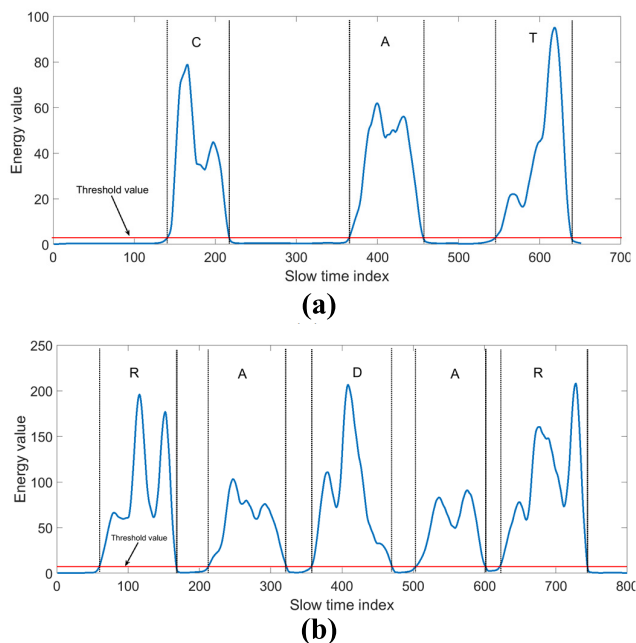 C A T
100
80
60
40
20
0
Energy value
Threshold value
0 100 200 300 400 500 600 700
Slow time index
(a)
R A D A R
250
200
150
100
50
0
Energy value
Threshold value
0 100 200 300 400 500 600 700 800
Slow time index
(b)